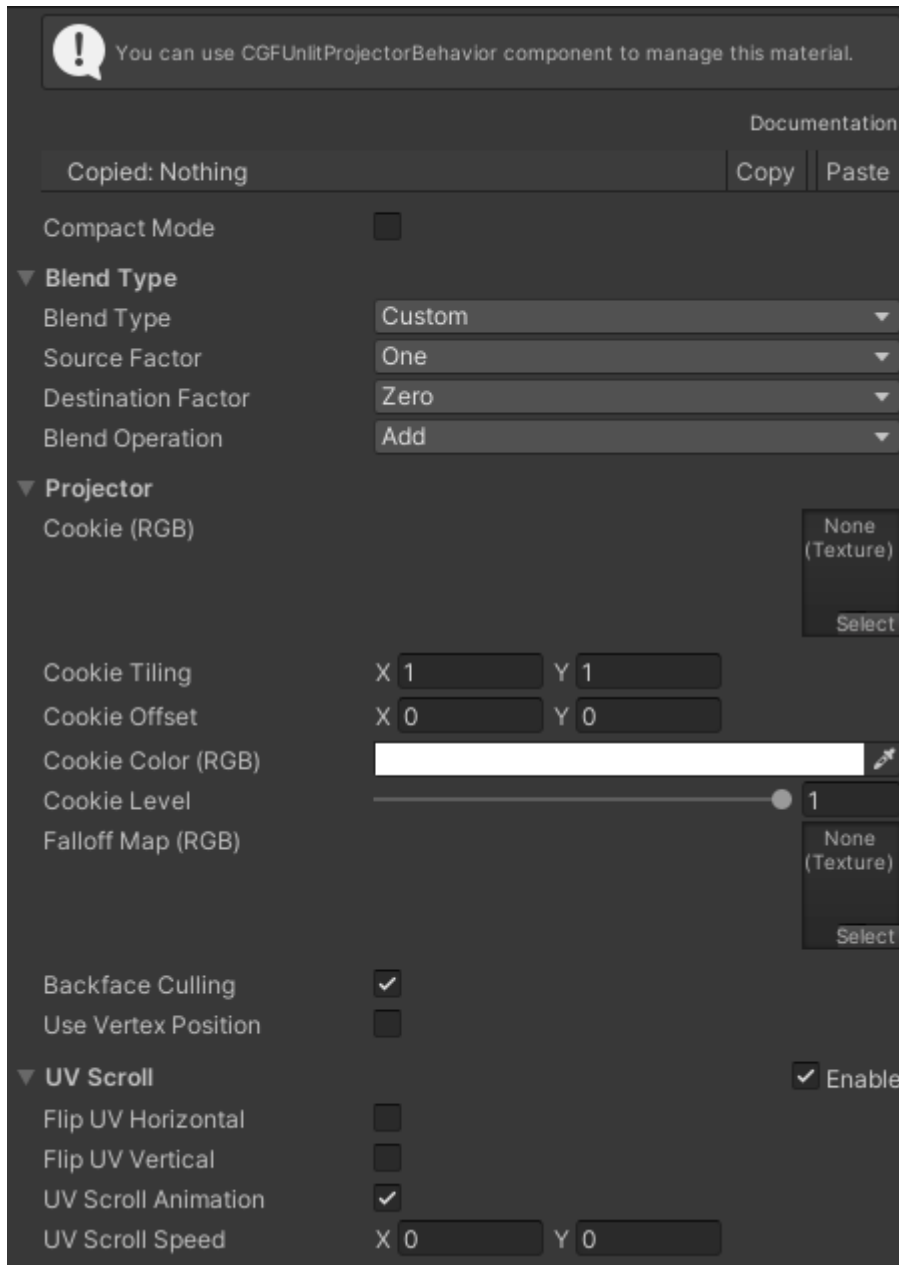 You can use CGFUnlitProjectorBehavior component to manage this material.
Documentation
Copied: Nothing Copy Paste
Compact Mode
Blend Type
Blend Type Custom
Source Factor One
Destination Factor Zero
Blend Operation Add
Projector
Cookie (RGB) None
(Texture)
Select
Cookie Tiling X 1 Y 1
Cookie Offset X 0 Y 0
Cookie Color (RGB)
Cookie Level 1
Falloff Map (RGB) None
(Texture)
Select
Backface Culling
Use Vertex Position
UV Scroll Enable
Flip UV Horizontal
Flip UV Vertical
UV Scroll Animation
UV Scroll Speed X 0 Y 0